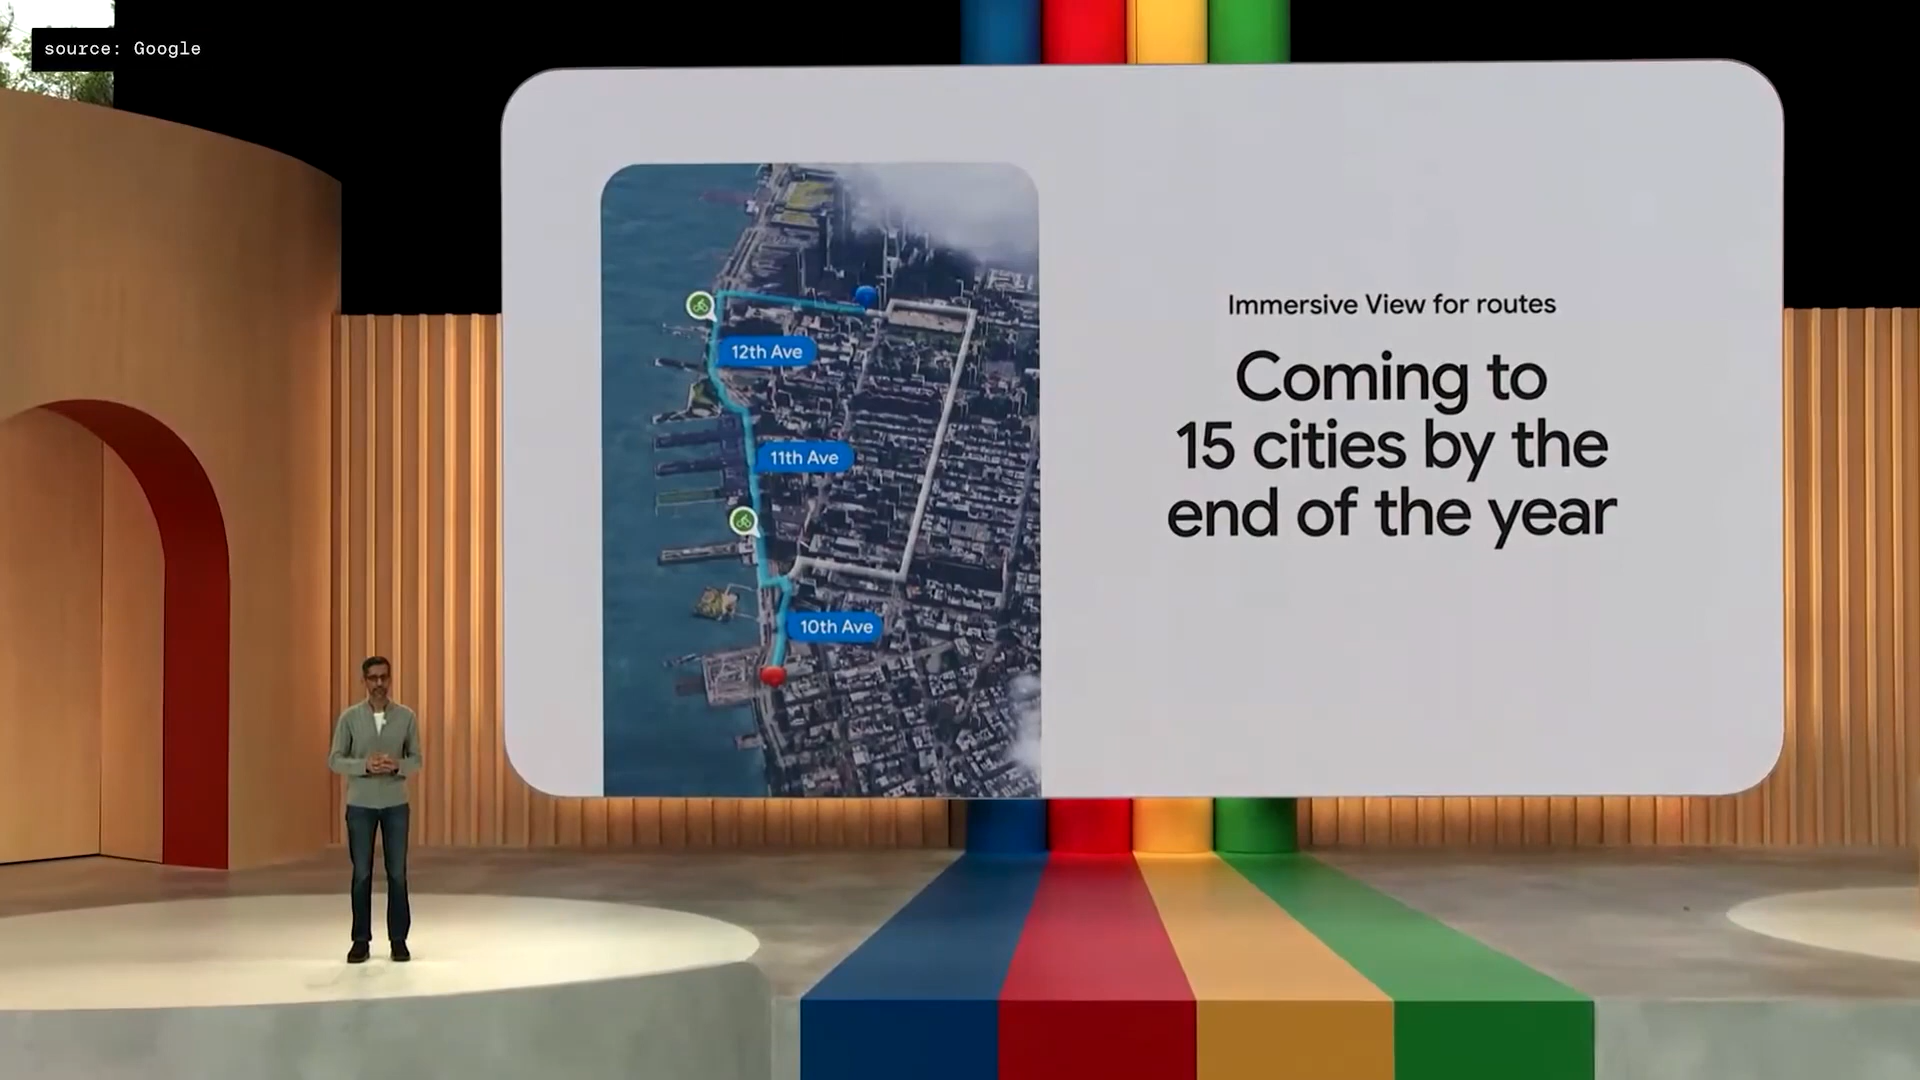 source: Google
12th Ave
11th Ave
10th Ave
Immersive View for routes
Coming to
15 cities by the
end of the year